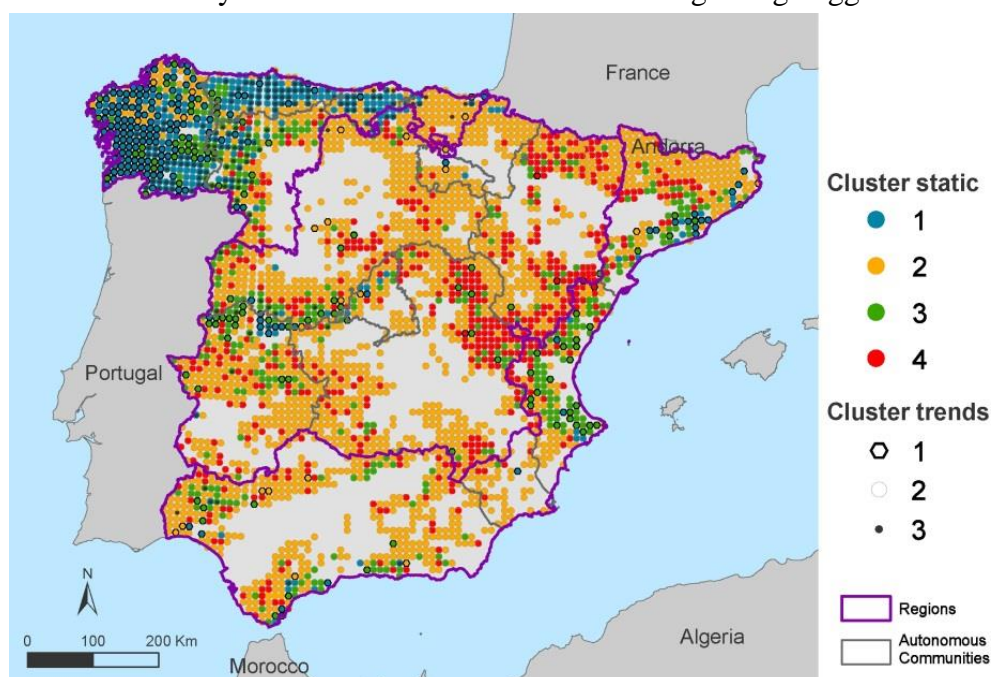 France
Andorra
Portugal
Algeria
Morocco
N
0 100 200 Km
Cluster static
1
2
3
4
Cluster trends
1
2
3
Regions
Autonomous
Communities